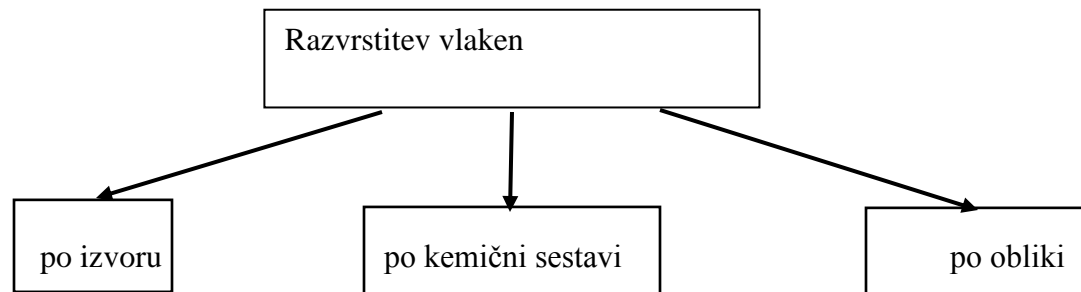 Razvrstitev vlaken
po izvoru
po kemični sestavi
po obliki